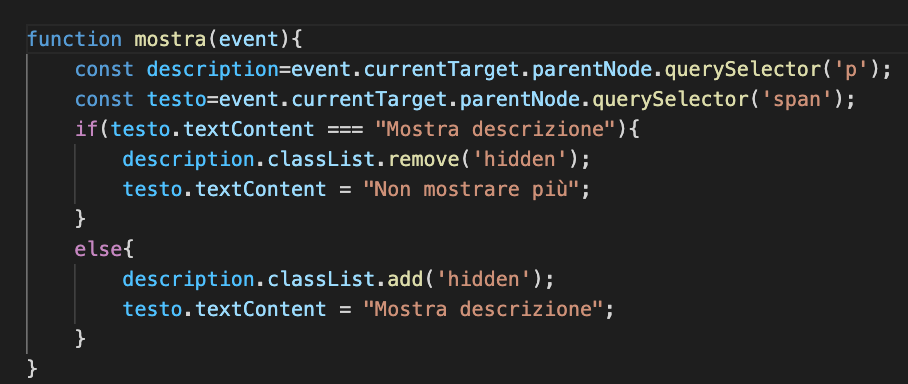 function mostra(event){
    const description=event.currentTarget.parentNode.querySelector('p');
    const testo=event.currentTarget.parentNode.querySelector('span');
    if(testo.textContent === "Mostra descrizione"){
        description.classList.remove('hidden');
        testo.textContent = "Non mostrare più";
    }
    else{
        description.classList.add('hidden');
        testo.textContent = "Mostra descrizione";
    }
}